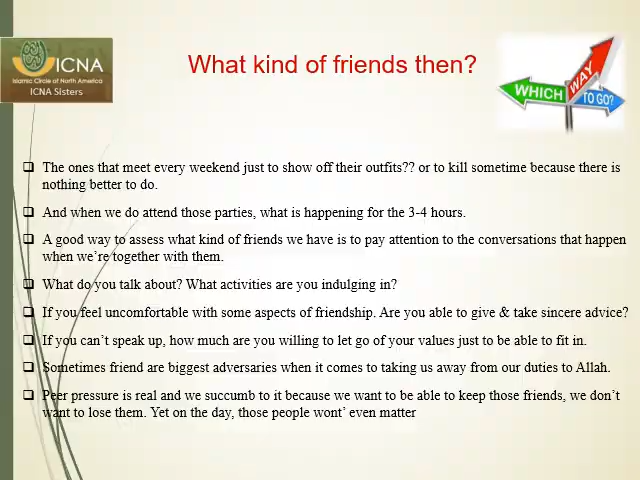 ICNA
Islamic Circle of North America
ICNA Sisters
What kind of friends then?
WHICH
WAY
TO GO?
❑ The ones that meet every weekend just to show off their outfits?? or to kill sometime because there is
nothing better to do.
❑ And when we do attend those parties, what is happening for the 3-4 hours.
❑ A good way to assess what kind of friends we have is to pay attention to the conversations that happen
when we're together with them.
❑ What do you talk about? What activities are you indulging in?
❑ If you feel uncomfortable with some aspects of friendship. Are you able to give & take sincere advice?
❑ If you can't speak up, how much are you willing to let go of your values just to be able to fit in.
❑ Sometimes friend are biggest adversaries when it comes to taking us away from our duties to Allah.
❑ Peer pressure is real and we succumb to it because we want to be able to keep those friends, we don't
want to lose them. Yet on the day, those people wont' even matter